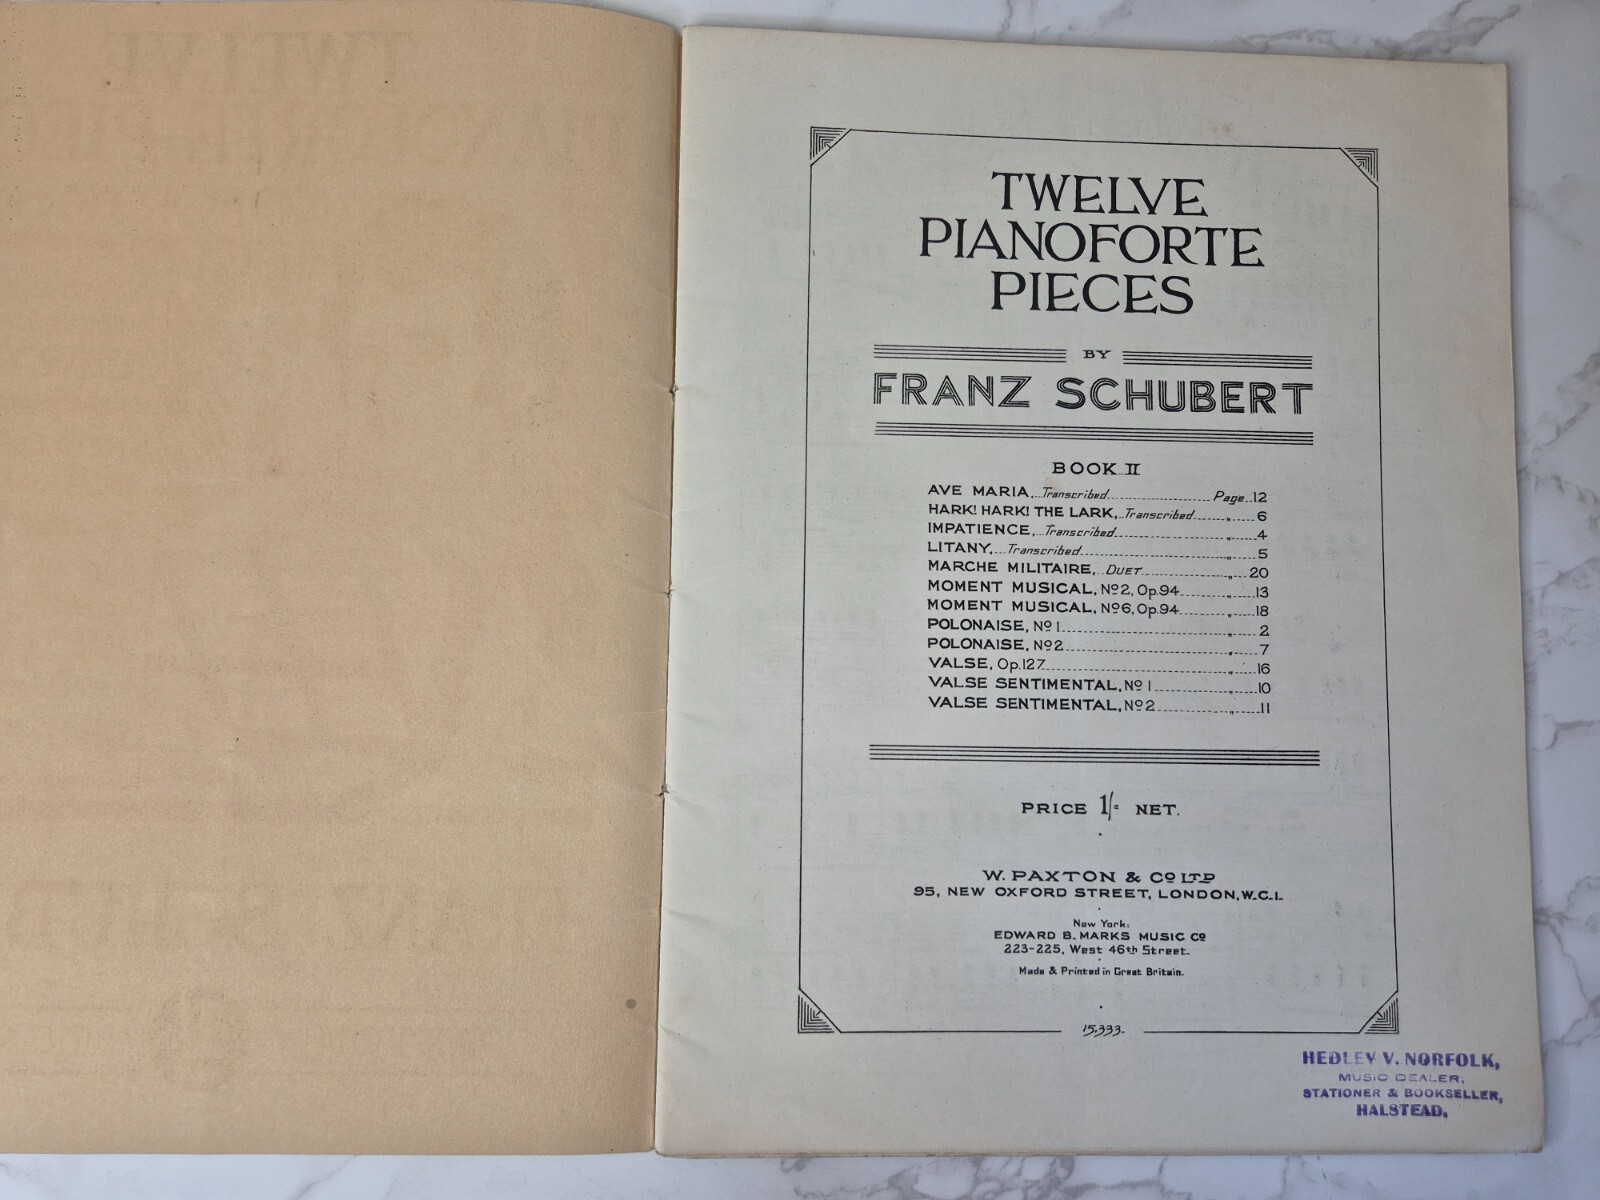 TWELVE
PIANOFORTE
PIECES
BY
FRANZ SCHUBERT
BOOK II
AVE MARIA, Transcribed Page 12
HARK! HARK! THE LARK, Transcribed „ 6
IMPATIENCE, Transcribed „ 4
LITANY, Transcribed „ 5
MARCHE MILITAIRE, DUET „ 20
MOMENT MUSICAL, Nº 2, Op. 94 „ 13
MOMENT MUSICAL, Nº 6, Op. 94 „ 18
POLONAISE, Nº 1 „ 2
POLONAISE, Nº 2 „ 7
VALSE, Op. 127 „ 16
VALSE SENTIMENTAL, Nº 1 „ 10
VALSE SENTIMENTAL, Nº 2 „ 11
PRICE 1/= NET.
W. PAXTON & Cº LTD
95, NEW OXFORD STREET, LONDON, W.C.1.
New York:
EDWARD B. MARKS MUSIC Cº
223-225, West 46th Street.
Made & Printed in Great Britain.
15,333.
HEDLEY V. NORFOLK,
MUSIC DEALER,
STATIONER & BOOKSELLER,
HALSTEAD.